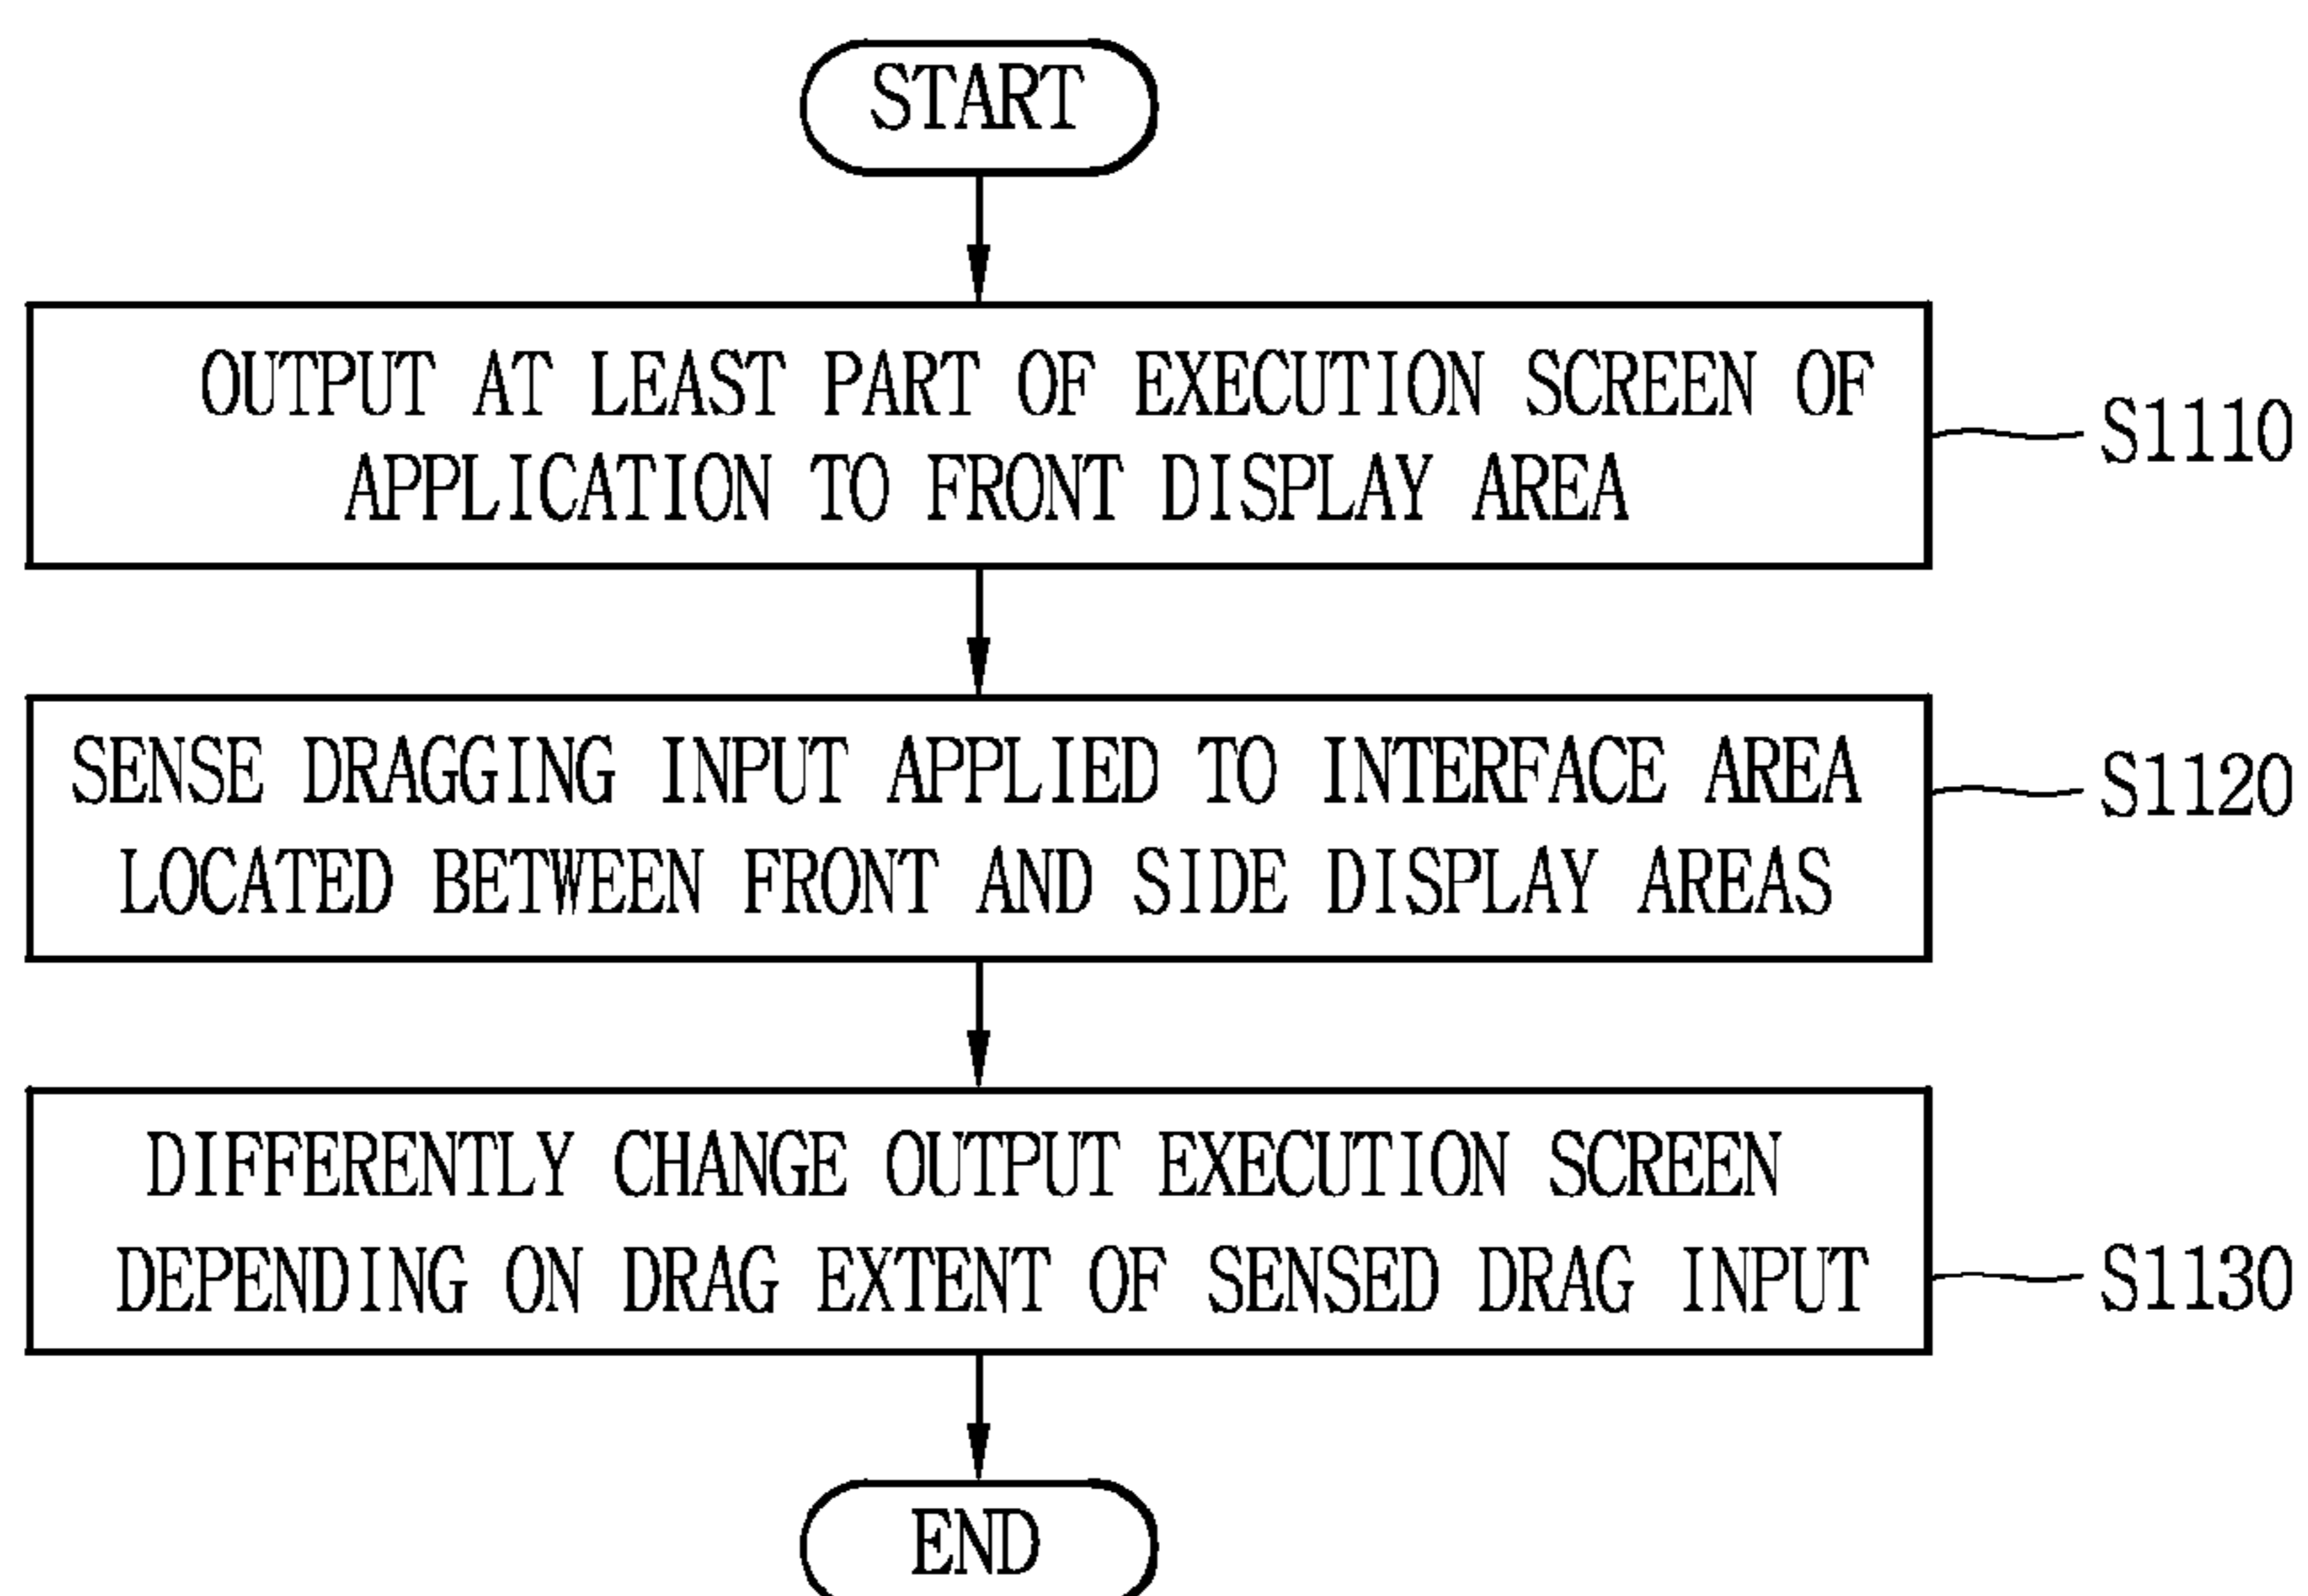 START
OUTPUT AT LEAST PART OF EXECUTION SCREEN OF
APPLICATION TO FRONT DISPLAY AREA
S1110
SENSE DRAGGING INPUT APPLIED TO INTERFACE AREA
LOCATED BETWEEN FRONT AND SIDE DISPLAY AREAS
S1120
DIFFERENTLY CHANGE OUTPUT EXECUTION SCREEN
DEPENDING ON DRAG EXTENT OF SENSED DRAG INPUT
S1130
END